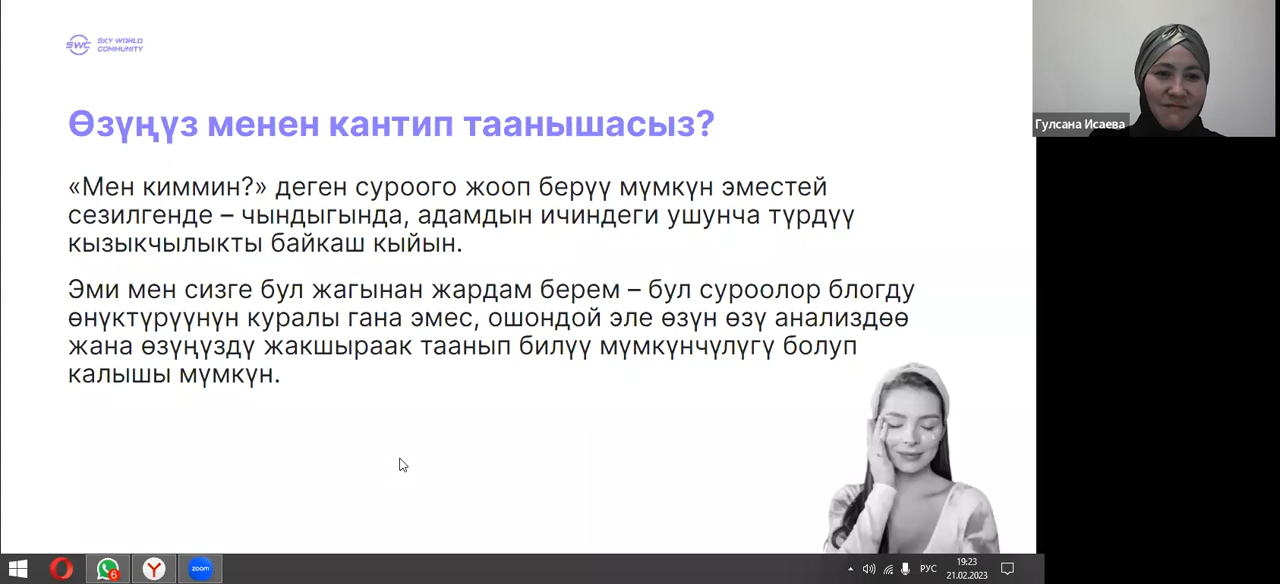 SWC SKY WORLD
COMMUNITY
Өзүңүз менен кантип таанышасыз?
«Мен киммин?» деген суроого жооп берүү мүмкүн эместей
сезилгенде – чындыгында, адамдын ичиндеги ушунча түрдүү
кызыкчылыкты байкаш кыйын.
Эми мен сизге бул жагынан жардам берем – бул суроолор блогду
өнүктүрүүнүн куралы гана эмес, ошондой эле өзүн өзү анализдөө
жана өзүңүздү жакшыраак таанып билүү мүмкүнчүлүгү болуп
калышы мүмкүн.
Гулсана Исаева
6
zoom
РУС
19:23
21.02.2023